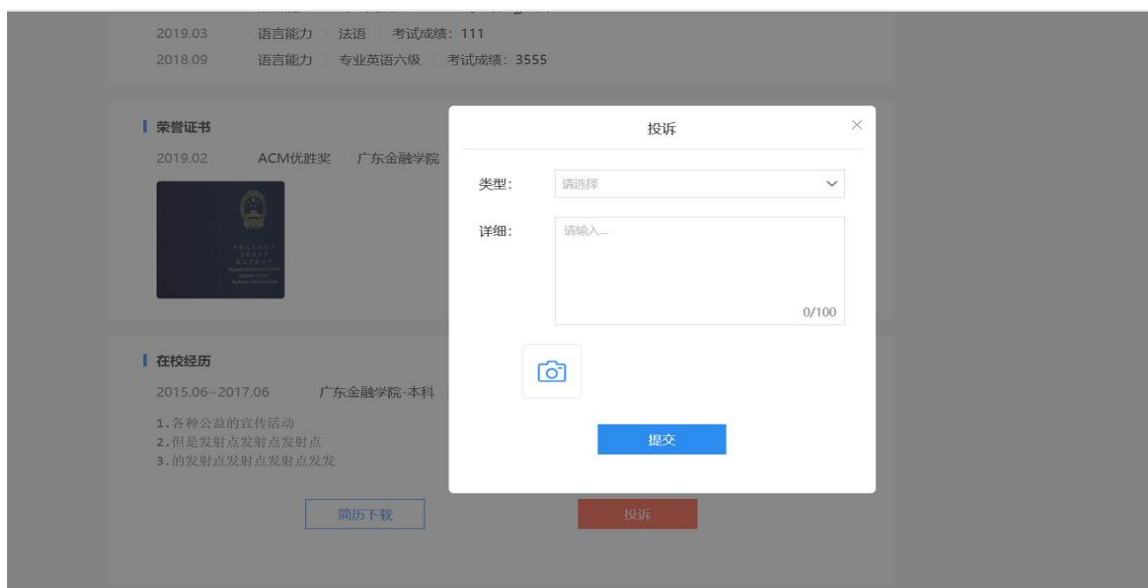 2019.03 语言能力 法语 考试成绩: 111
2018.09 语言能力 专业英语六级 考试成绩: 3555
荣誉证书
2019.02 ACM优胜奖 广东金融学院
在校经历
2015.06~2017.06 广东金融学院-本科
1.各种公益的宣传活动
2.但是发射点发射点发射点
3.的发射点发射点发射点发发
简历下载 投诉
投诉
类型: 请选择
详细: 请输入...
0/100
提交